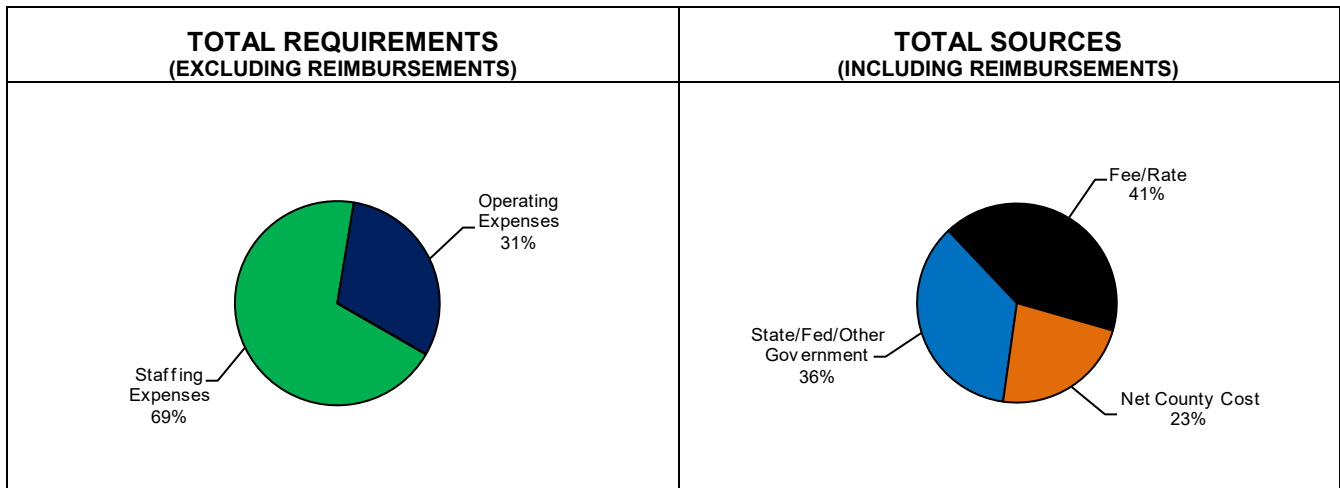 TOTAL REQUIREMENTS
(EXCLUDING REIMBURSEMENTS)
TOTAL SOURCES
(INCLUDING REIMBURSEMENTS)
Operating
Expenses
31%
Staffing
Expenses
69%
Fee/Rate
41%
State/Fed/Other
Government
36%
Net County Cost
23%